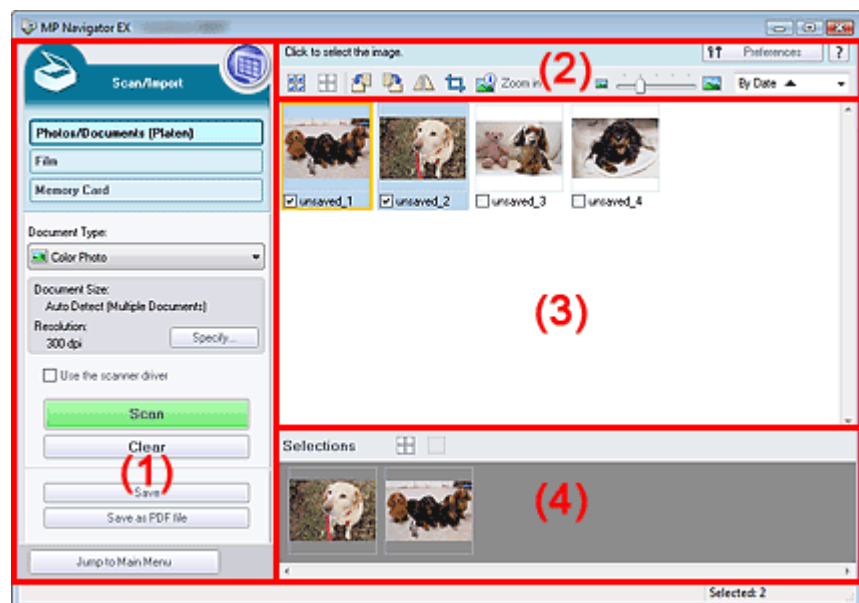 MP Navigator EX
Scan/Import
Photos/Documents (Platen)
Film
Memory Card
Document Type:
Color Photo
Document Size:
Auto Detect (Multiple Documents)
Resolution:
300 dpi
Specify...
Use the scanner driver
Scan
Clear
(1)
Save
Save as PDF file
Jump to Main Menu
Click to select the image.
Preferences
?
Zoom in
(2)
By Date
unsaved_1
unsaved_2
unsaved_3
unsaved_4
(3)
Selections
(4)
Selected: 2